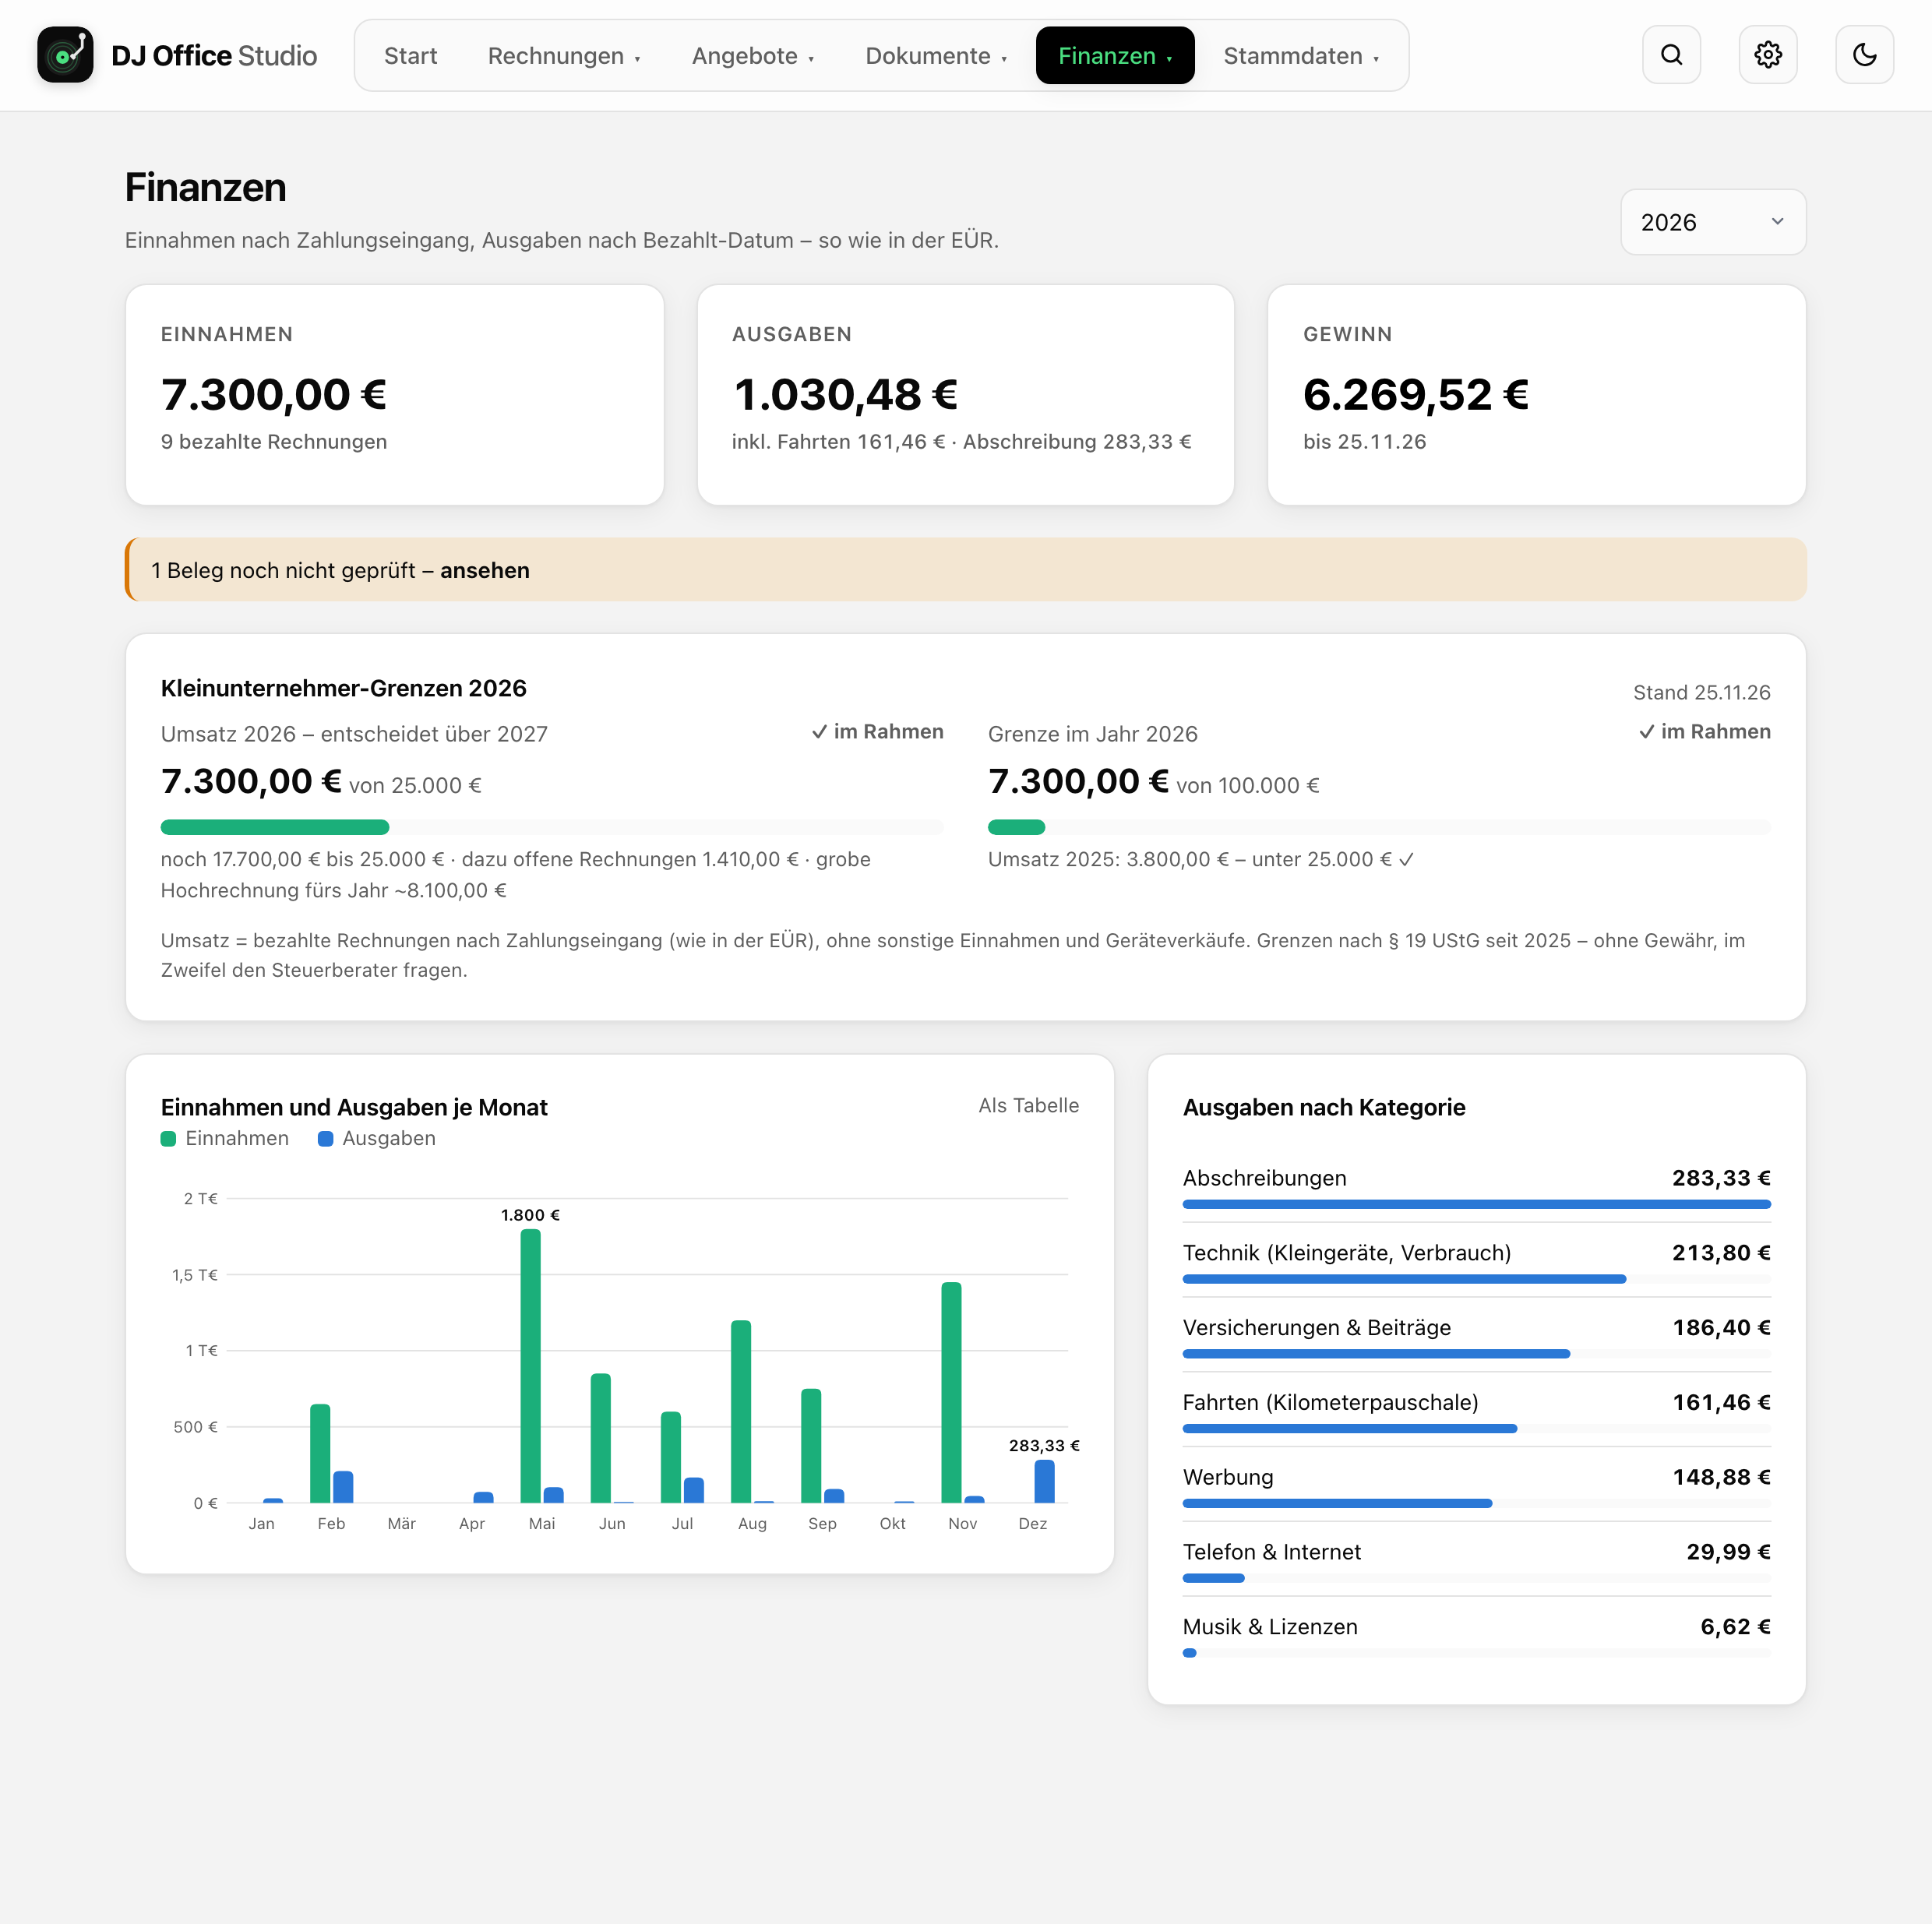 DJ Office Studio
Start
Rechnungen
Angebote
Dokumente
Finanzen
Stammdaten
Finanzen
Einnahmen nach Zahlungseingang, Ausgaben nach Bezahlt-Datum – so wie in der EÜR.
2026
EINNAHMEN
7.300,00 €
9 bezahlte Rechnungen
AUSGABEN
1.030,48 €
inkl. Fahrten 161,46 € · Abschreibung 283,33 €
GEWINN
6.269,52 €
bis 25.11.26
1 Beleg noch nicht geprüft – ansehen
Kleinunternehmer-Grenzen 2026
Stand 25.11.26
Umsatz 2026 – entscheidet über 2027
✓ im Rahmen
7.300,00 € von 25.000 €
noch 17.700,00 € bis 25.000 € · dazu offene Rechnungen 1.410,00 € · grobe
Hochrechnung fürs Jahr ~8.100,00 €
Grenze im Jahr 2026
✓ im Rahmen
7.300,00 € von 100.000 €
Umsatz 2025: 3.800,00 € – unter 25.000 € ✓
Umsatz = bezahlte Rechnungen nach Zahlungseingang (wie in der EÜR), ohne sonstige Einnahmen und Geräteverkäufe. Grenzen nach § 19 UStG seit 2025 – ohne Gewähr, im
Zweifel den Steuerberater fragen.
Einnahmen und Ausgaben je Monat
Als Tabelle
Einnahmen
Ausgaben
2 T€
1,5 T€
1 T€
500 €
0 €
1.800 €
283,33 €
Jan
Feb
Mär
Apr
Mai
Jun
Jul
Aug
Sep
Okt
Nov
Dez
Ausgaben nach Kategorie
Abschreibungen 283,33 €
Technik (Kleingeräte, Verbrauch) 213,80 €
Versicherungen & Beiträge 186,40 €
Fahrten (Kilometerpauschale) 161,46 €
Werbung 148,88 €
Telefon & Internet 29,99 €
Musik & Lizenzen 6,62 €